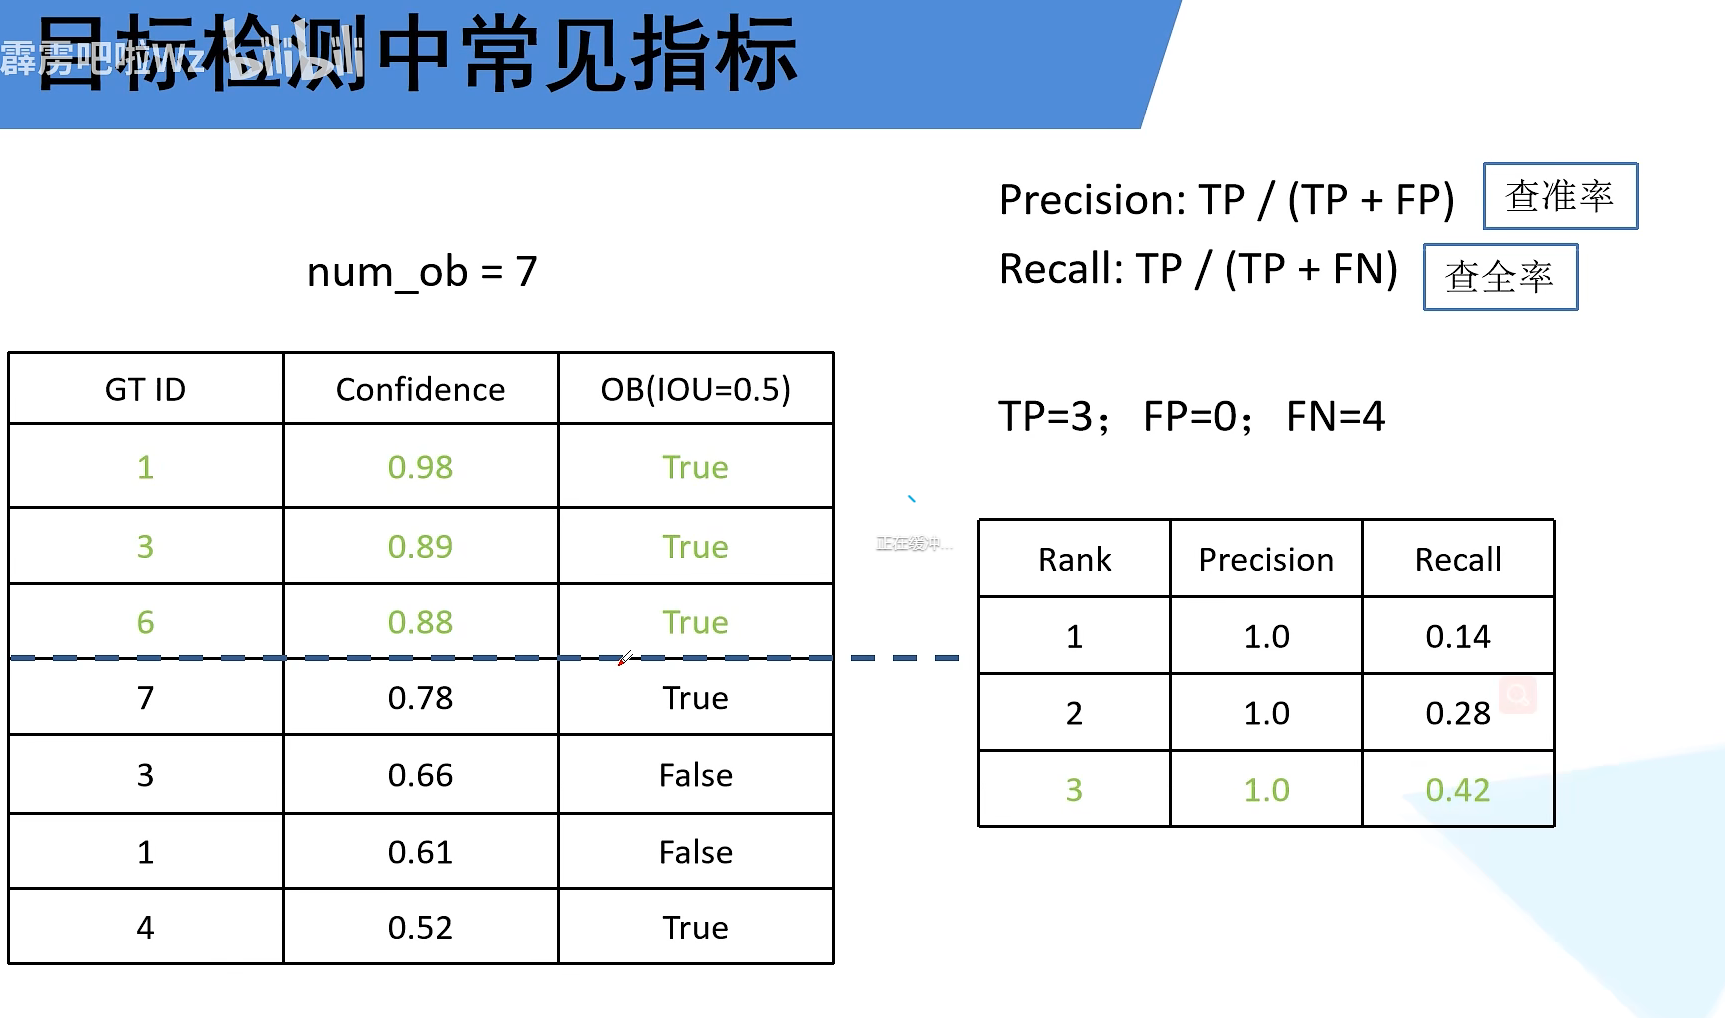 目标检测中常见指标
霹雳吧啦Wz bilibili
Precision: TP / (TP + FP)
查准率
Recall: TP / (TP + FN)
查全率
num_ob = 7
TP=3； FP=0； FN=4
GT ID Confidence OB(IOU=0.5)
1 0.98 True
3 0.89 True
6 0.88 True
7 0.78 True
3 0.66 False
1 0.61 False
4 0.52 True
正在缓冲...
Rank Precision Recall
1 1.0 0.14
2 1.0 0.28
3 1.0 0.42